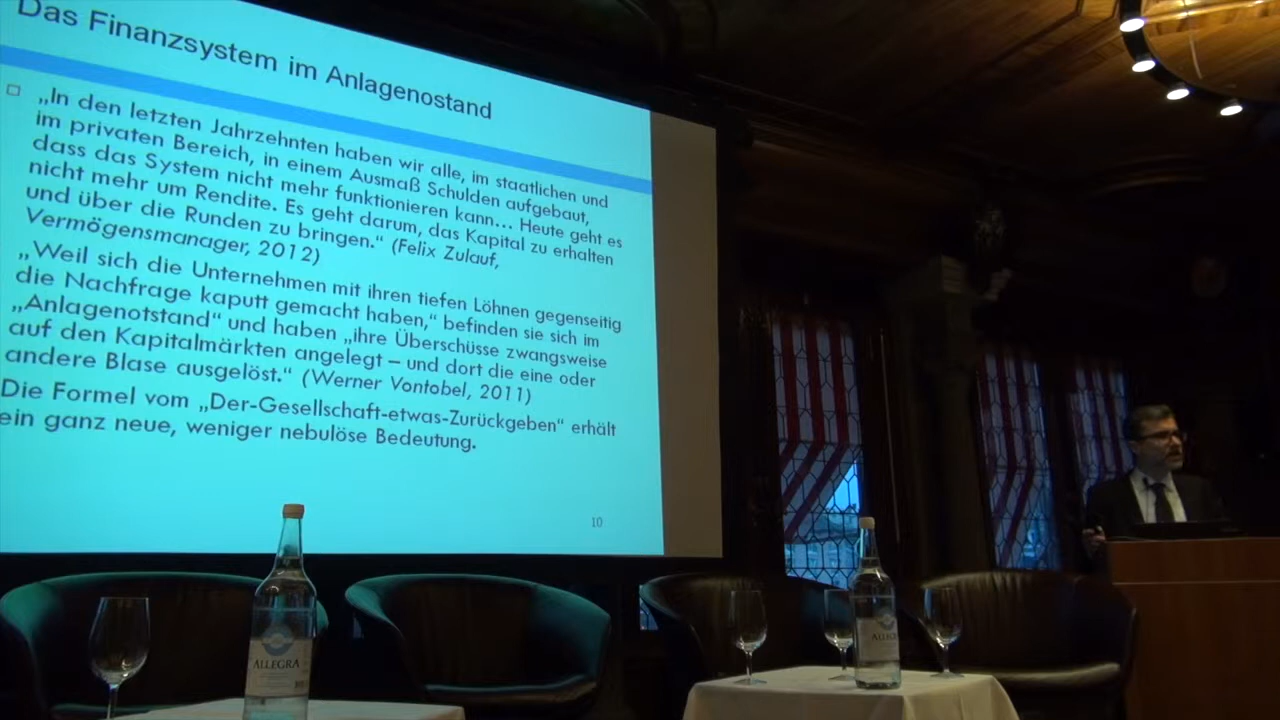 Das Finanzsystem im Anlagenostand
„In den letzten Jahrzehnten haben wir alle, im staatlichen und
im privaten Bereich, in einem Ausmaß Schulden aufgebaut,
dass das System nicht mehr funktionieren kann... Heute geht es
nicht mehr um Rendite. Es geht darum, das Kapital zu erhalten
und über die Runden zu bringen.“ (Felix Zulauf,
Vermögensmanager, 2012)
„Weil sich die Unternehmen mit ihren tiefen Löhnen gegenseitig
die Nachfrage kaputt gemacht haben,“ befinden sie sich im
„Anlagenotstand“ und haben „ihre Überschüsse zwangsweise
auf den Kapitalmärkten angelegt – und dort die eine oder
andere Blase ausgelöst.“ (Werner Vontobel, 2011)
Die Formel vom „Der-Gesellschaft-etwas-Zurückgeben“ erhält
ein ganz neue, weniger nebulöse Bedeutung.
10
ALLEGRA
ALLEGRA